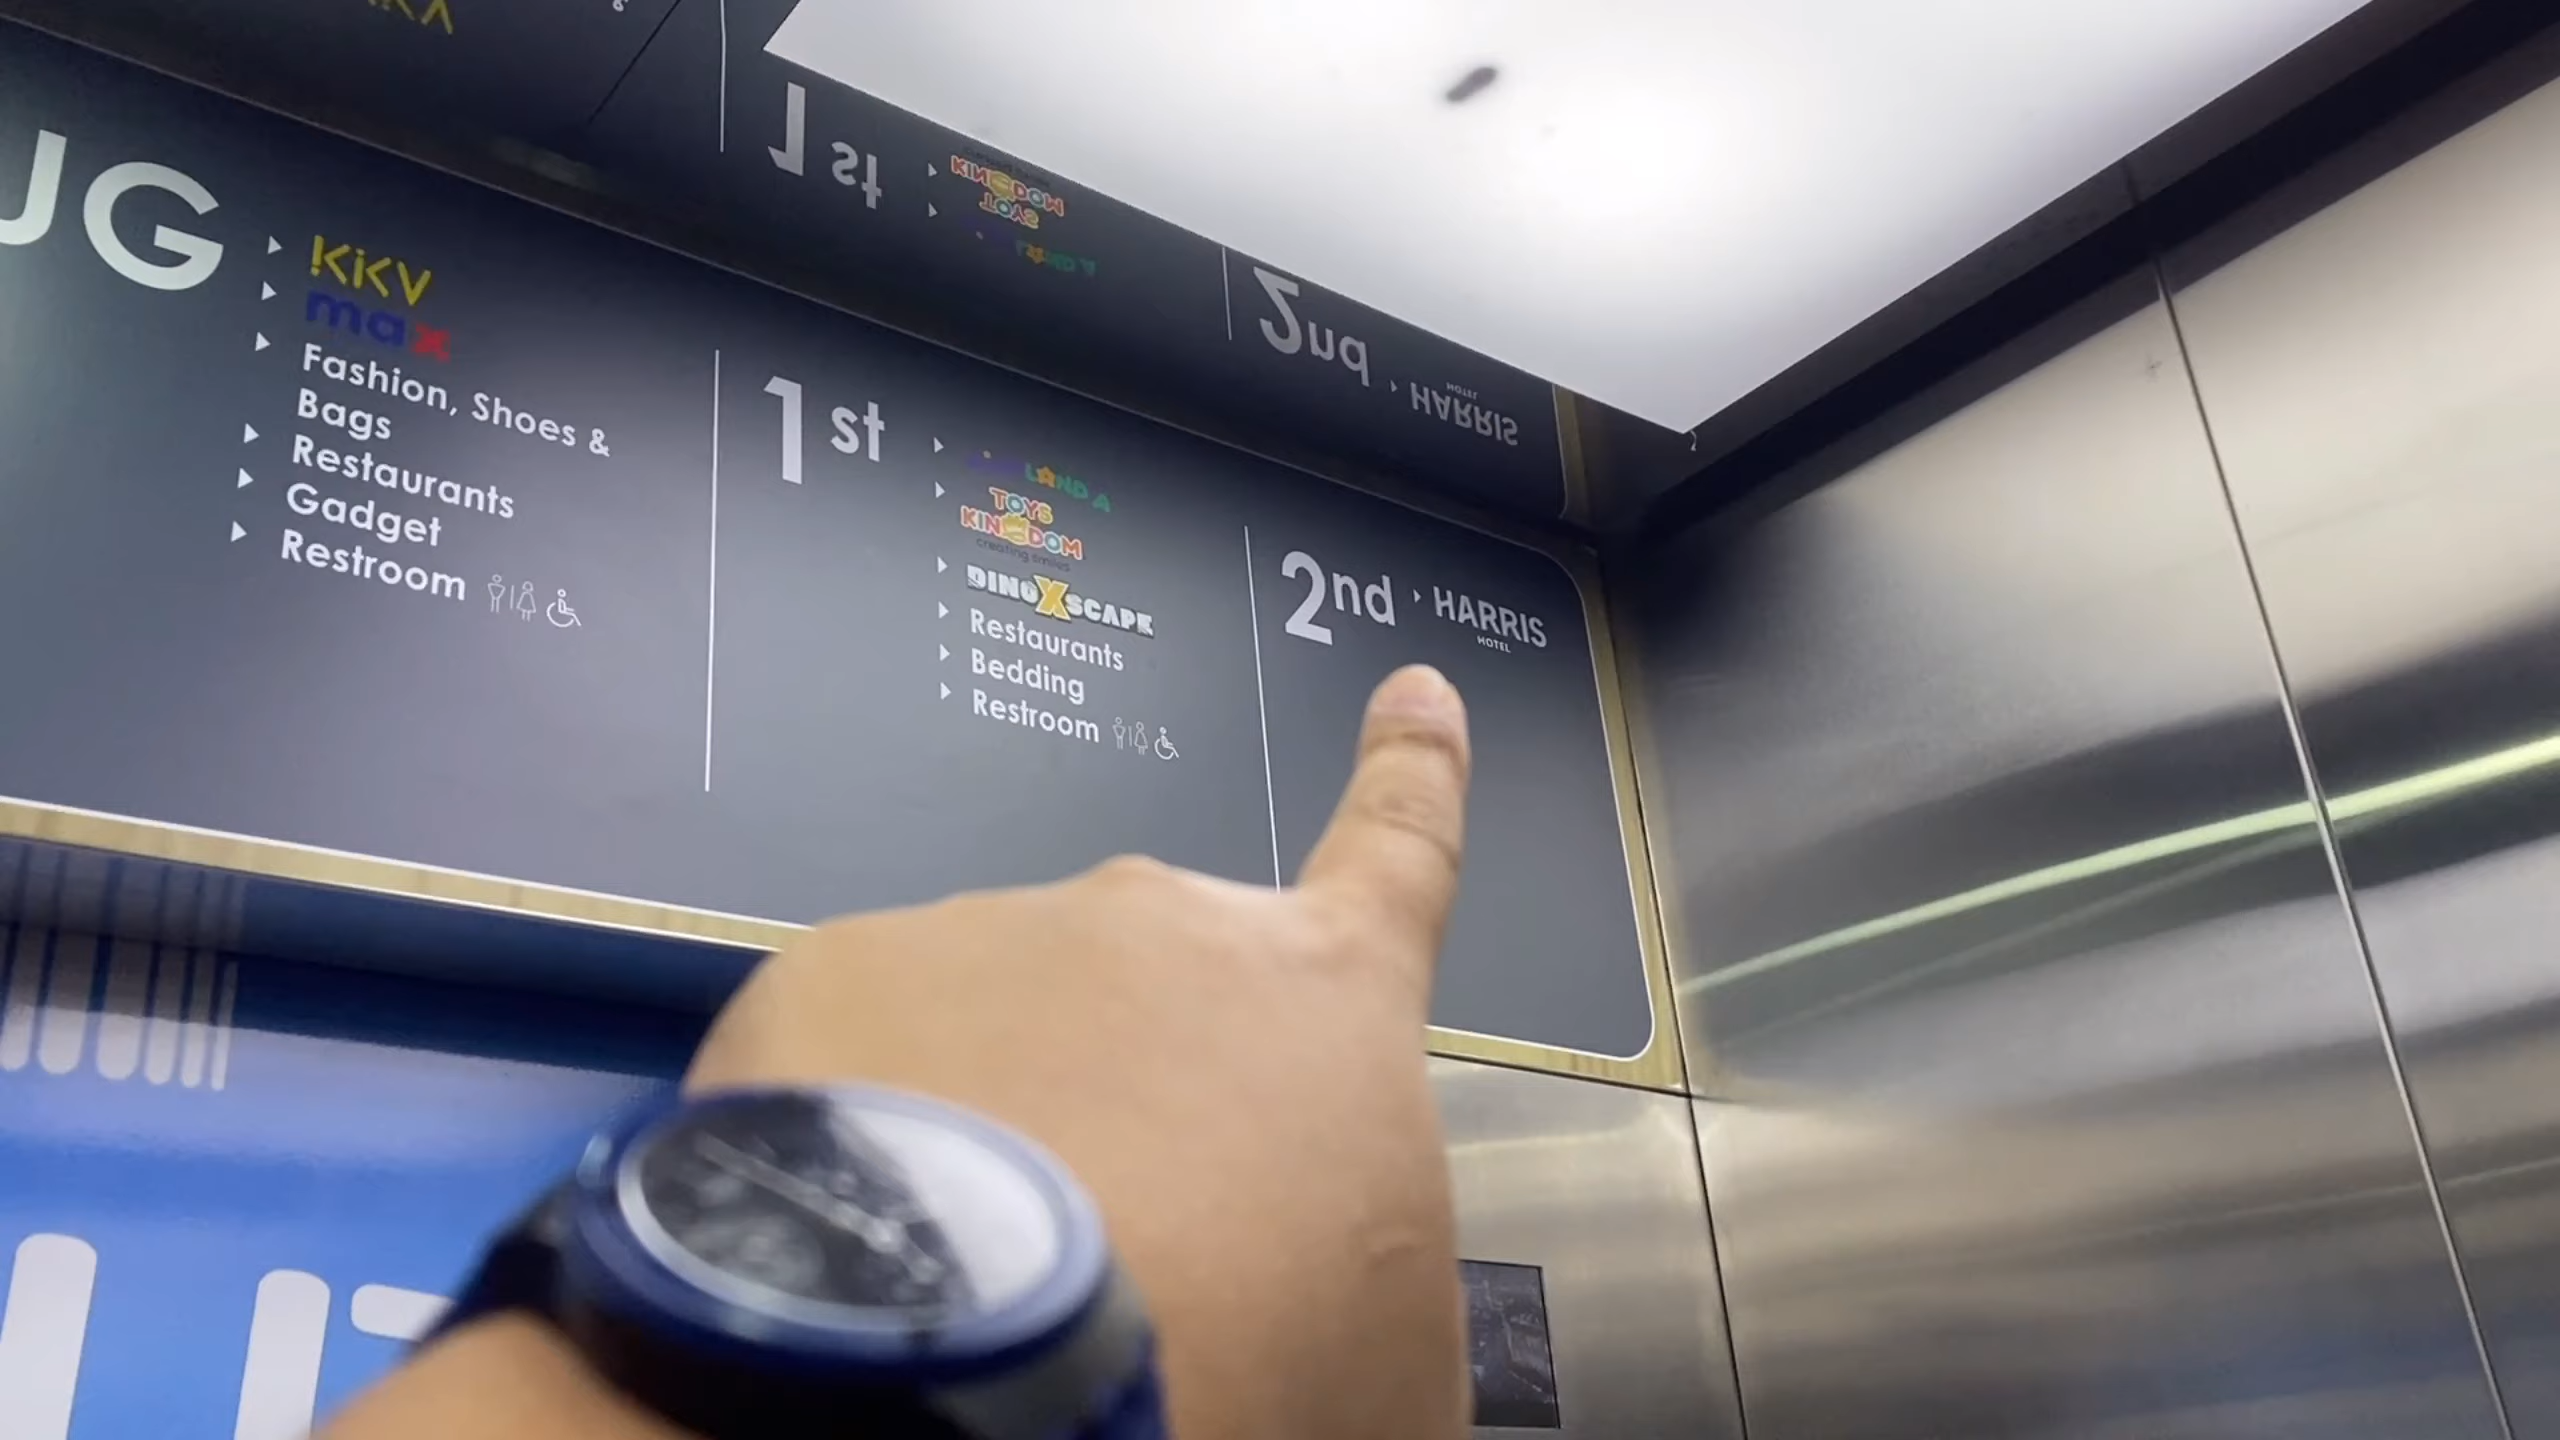 UG
KKV
max
Fashion, Shoes &
Bags
Restaurants
Gadget
Restroom
1st
TOYS
KINGDOM
creating smiles
DINOXSCAPE
Restaurants
Bedding
Restroom
2nd
HARRIS
HOTEL